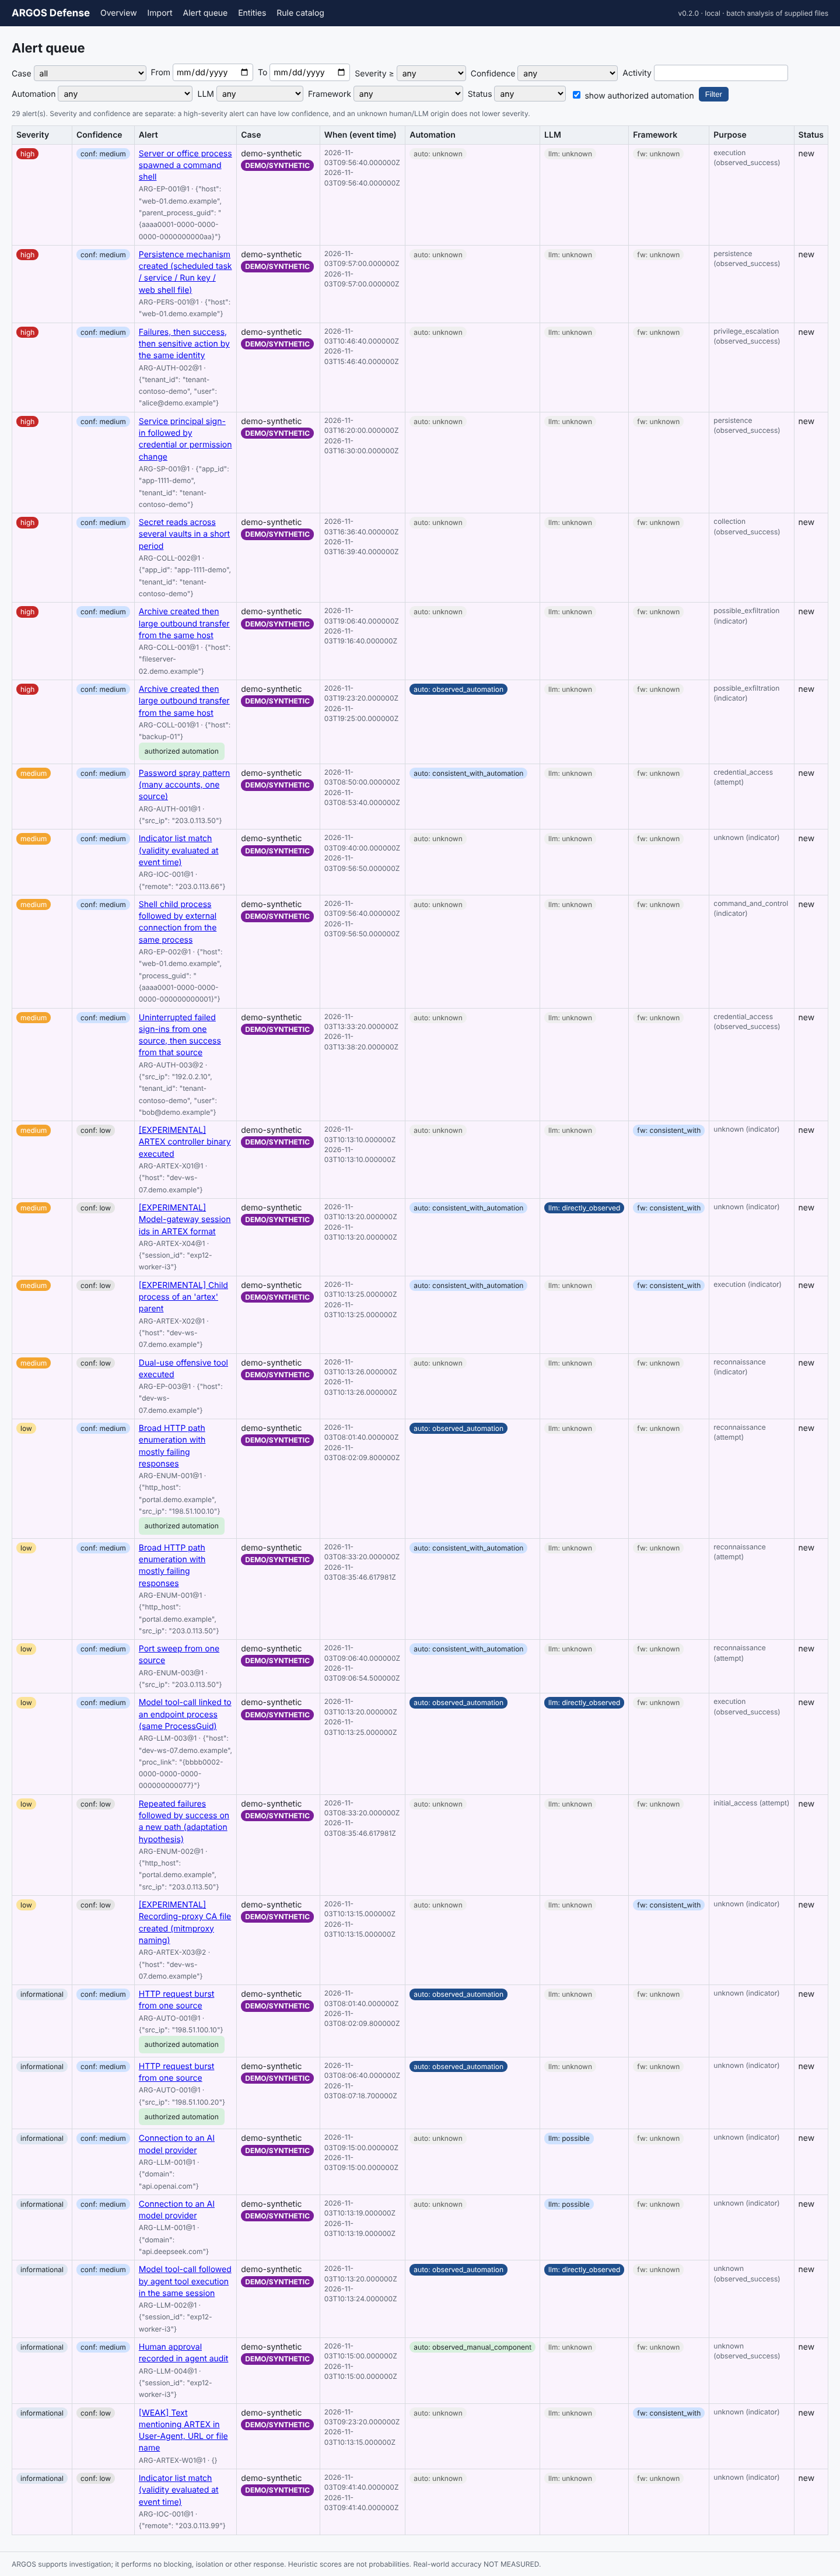 ARGOS Defense Overview Import Alert queue Entities Rule catalog v0.2.0 · local · batch analysis of supplied files
Alert queue
Case all From mm/dd/yyyy To mm/dd/yyyy Severity ≥ any Confidence any Activity
Automation any LLM any Framework any Status any show authorized automation Filter
29 alert(s). Severity and confidence are separate: a high-severity alert can have low confidence, and an unknown human/LLM origin does not lower severity.
Severity Confidence Alert Case When (event time) Automation LLM Framework Purpose Status
high conf: medium Server or office process demo-synthetic 2026-11- auto: unknown llm: unknown fw: unknown execution new
spawned a command DEMO/SYNTHETIC 03T09:56:40.000000Z (observed_success)
shell 2026-11-
ARG-EP-001@1 · {"host": 03T09:56:40.000000Z
"web-01.demo.example",
"parent_process_guid": "
{aaaa0001-0000-0000-
0000-0000000000aa}"}
high conf: medium Persistence mechanism demo-synthetic 2026-11- auto: unknown llm: unknown fw: unknown persistence new
created (scheduled task DEMO/SYNTHETIC 03T09:57:00.000000Z (observed_success)
/ service / Run key / 2026-11-
web shell file) 03T09:57:00.000000Z
ARG-PERS-001@1 · {"host":
"web-01.demo.example"}
high conf: medium Failures, then success, demo-synthetic 2026-11- auto: unknown llm: unknown fw: unknown privilege_escalation new
then sensitive action by DEMO/SYNTHETIC 03T10:46:40.000000Z (observed_success)
the same identity 2026-11-
ARG-AUTH-002@1 · 03T15:46:40.000000Z
{"tenant_id": "tenant-
contoso-demo", "user":
"alice@demo.example"}
high conf: medium Service principal sign- demo-synthetic 2026-11- auto: unknown llm: unknown fw: unknown persistence new
in followed by DEMO/SYNTHETIC 03T16:20:00.000000Z (observed_success)
credential or permission 2026-11-
change 03T16:30:00.000000Z
ARG-SP-001@1 · {"app_id":
"app-1111-demo",
"tenant_id": "tenant-
contoso-demo"}
high conf: medium Secret reads across demo-synthetic 2026-11- auto: unknown llm: unknown fw: unknown collection new
several vaults in a short DEMO/SYNTHETIC 03T16:36:40.000000Z (observed_success)
period 2026-11-
ARG-COLL-002@1 · 03T16:39:40.000000Z
{"app_id": "app-1111-demo",
"tenant_id": "tenant-
contoso-demo"}
high conf: medium Archive created then demo-synthetic 2026-11- auto: unknown llm: unknown fw: unknown possible_exfiltration new
large outbound transfer DEMO/SYNTHETIC 03T19:06:40.000000Z (indicator)
from the same host 2026-11-
ARG-COLL-001@1 · {"host": 03T19:16:40.000000Z
"fileserver-
02.demo.example"}
high conf: medium Archive created then demo-synthetic 2026-11- auto: observed_automation llm: unknown fw: unknown possible_exfiltration new
large outbound transfer DEMO/SYNTHETIC 03T19:23:20.000000Z (indicator)
from the same host 2026-11-
ARG-COLL-001@1 · {"host": 03T19:25:00.000000Z
"backup-01"}
authorized automation
medium conf: medium Password spray pattern demo-synthetic 2026-11- auto: consistent_with_automation llm: unknown fw: unknown credential_access new
(many accounts, one DEMO/SYNTHETIC 03T08:50:00.000000Z (attempt)
source) 2026-11-
ARG-AUTH-001@1 · 03T08:53:40.000000Z
{"src_ip": "203.0.113.50"}
medium conf: medium Indicator list match demo-synthetic 2026-11- auto: unknown llm: unknown fw: unknown unknown (indicator) new
(validity evaluated at DEMO/SYNTHETIC 03T09:40:00.000000Z
event time) 2026-11-
ARG-IOC-001@1 · 03T09:56:50.000000Z
{"remote": "203.0.113.66"}
medium conf: medium Shell child process demo-synthetic 2026-11- auto: unknown llm: unknown fw: unknown command_and_control new
followed by external DEMO/SYNTHETIC 03T09:56:40.000000Z (indicator)
connection from the 2026-11-
same process 03T09:56:50.000000Z
ARG-EP-002@1 · {"host":
"web-01.demo.example",
"process_guid": "
{aaaa0001-0000-0000-
0000-000000000001}"}
medium conf: medium Uninterrupted failed demo-synthetic 2026-11- auto: unknown llm: unknown fw: unknown credential_access new
sign-ins from one DEMO/SYNTHETIC 03T13:33:20.000000Z (observed_success)
source, then success 2026-11-
from that source 03T13:38:20.000000Z
ARG-AUTH-003@2 ·
{"src_ip": "192.0.2.10",
"tenant_id": "tenant-
contoso-demo", "user":
"bob@demo.example"}
medium conf: low [EXPERIMENTAL] demo-synthetic 2026-11- auto: unknown llm: unknown fw: consistent_with unknown (indicator) new
ARTEX controller binary DEMO/SYNTHETIC 03T10:13:10.000000Z
executed 2026-11-
ARG-ARTEX-X01@1 · 03T10:13:10.000000Z
{"host": "dev-ws-
07.demo.example"}
medium conf: low [EXPERIMENTAL] demo-synthetic 2026-11- auto: consistent_with_automation llm: directly_observed fw: consistent_with unknown (indicator) new
Model-gateway session DEMO/SYNTHETIC 03T10:13:20.000000Z
ids in ARTEX format 2026-11-
ARG-ARTEX-X04@1 · 03T10:13:20.000000Z
{"session_id": "exp12-
worker-i3"}
medium conf: low [EXPERIMENTAL] Child demo-synthetic 2026-11- auto: consistent_with_automation llm: unknown fw: consistent_with execution (indicator) new
process of an 'artex' DEMO/SYNTHETIC 03T10:13:25.000000Z
parent 2026-11-
ARG-ARTEX-X02@1 · 03T10:13:25.000000Z
{"host": "dev-ws-
07.demo.example"}
medium conf: low Dual-use offensive tool demo-synthetic 2026-11- auto: unknown llm: unknown fw: unknown reconnaissance new
executed DEMO/SYNTHETIC 03T10:13:26.000000Z (indicator)
ARG-EP-003@1 · {"host": 2026-11-
"dev-ws- 03T10:13:26.000000Z
07.demo.example"}
low conf: medium Broad HTTP path demo-synthetic 2026-11- auto: observed_automation llm: unknown fw: unknown reconnaissance new
enumeration with DEMO/SYNTHETIC 03T08:01:40.000000Z (attempt)
mostly failing 2026-11-
responses 03T08:02:09.800000Z
ARG-ENUM-001@1 ·
{"http_host":
"portal.demo.example",
"src_ip": "198.51.100.10"}
authorized automation
low conf: medium Broad HTTP path demo-synthetic 2026-11- auto: consistent_with_automation llm: unknown fw: unknown reconnaissance new
enumeration with DEMO/SYNTHETIC 03T08:33:20.000000Z (attempt)
mostly failing 2026-11-
responses 03T08:35:46.617981Z
ARG-ENUM-001@1 ·
{"http_host":
"portal.demo.example",
"src_ip": "203.0.113.50"}
low conf: medium Port sweep from one demo-synthetic 2026-11- auto: consistent_with_automation llm: unknown fw: unknown reconnaissance new
source DEMO/SYNTHETIC 03T09:06:40.000000Z (attempt)
ARG-ENUM-003@1 · 2026-11-
{"src_ip": "203.0.113.50"} 03T09:06:54.500000Z
low conf: medium Model tool-call linked to demo-synthetic 2026-11- auto: observed_automation llm: directly_observed fw: unknown execution new
an endpoint process DEMO/SYNTHETIC 03T10:13:20.000000Z (observed_success)
(same ProcessGuid) 2026-11-
ARG-LLM-003@1 · {"host": 03T10:13:25.000000Z
"dev-ws-07.demo.example",
"proc_link": "{bbbb0002-
0000-0000-0000-
000000000077}"}
low conf: low Repeated failures demo-synthetic 2026-11- auto: unknown llm: unknown fw: unknown initial_access (attempt) new
followed by success on DEMO/SYNTHETIC 03T08:33:20.000000Z
a new path (adaptation 2026-11-
hypothesis) 03T08:35:46.617981Z
ARG-ENUM-002@1 ·
{"http_host":
"portal.demo.example",
"src_ip": "203.0.113.50"}
low conf: low [EXPERIMENTAL] demo-synthetic 2026-11- auto: unknown llm: unknown fw: consistent_with unknown (indicator) new
Recording-proxy CA file DEMO/SYNTHETIC 03T10:13:15.000000Z
created (mitmproxy 2026-11-
naming) 03T10:13:15.000000Z
ARG-ARTEX-X03@2 ·
{"host": "dev-ws-
07.demo.example"}
informational conf: medium HTTP request burst demo-synthetic 2026-11- auto: observed_automation llm: unknown fw: unknown unknown (indicator) new
from one source DEMO/SYNTHETIC 03T08:01:40.000000Z
ARG-AUTO-001@1 · 2026-11-
{"src_ip": "198.51.100.10"} 03T08:02:09.800000Z
authorized automation
informational conf: medium HTTP request burst demo-synthetic 2026-11- auto: observed_automation llm: unknown fw: unknown unknown (indicator) new
from one source DEMO/SYNTHETIC 03T08:06:40.000000Z
ARG-AUTO-001@1 · 2026-11-
{"src_ip": "198.51.100.20"} 03T08:07:18.700000Z
authorized automation
informational conf: medium Connection to an AI demo-synthetic 2026-11- auto: unknown llm: possible fw: unknown unknown (indicator) new
model provider DEMO/SYNTHETIC 03T09:15:00.000000Z
ARG-LLM-001@1 · 2026-11-
{"domain": 03T09:15:00.000000Z
"api.openai.com"}
informational conf: medium Connection to an AI demo-synthetic 2026-11- auto: unknown llm: possible fw: unknown unknown (indicator) new
model provider DEMO/SYNTHETIC 03T10:13:19.000000Z
ARG-LLM-001@1 · 2026-11-
{"domain": 03T10:13:19.000000Z
"api.deepseek.com"}
informational conf: medium Model tool-call followed demo-synthetic 2026-11- auto: observed_automation llm: directly_observed fw: unknown unknown new
by agent tool execution DEMO/SYNTHETIC 03T10:13:20.000000Z (observed_success)
in the same session 2026-11-
ARG-LLM-002@1 · 03T10:13:24.000000Z
{"session_id": "exp12-
worker-i3"}
informational conf: medium Human approval demo-synthetic 2026-11- auto: observed_manual_component llm: unknown fw: unknown unknown new
recorded in agent audit DEMO/SYNTHETIC 03T10:15:00.000000Z (observed_success)
ARG-LLM-004@1 · 2026-11-
{"session_id": "exp12- 03T10:15:00.000000Z
worker-i3"}
informational conf: low [WEAK] Text demo-synthetic 2026-11- auto: unknown llm: unknown fw: consistent_with unknown (indicator) new
mentioning ARTEX in DEMO/SYNTHETIC 03T09:23:20.000000Z
User-Agent, URL or file 2026-11-
name 03T10:13:15.000000Z
ARG-ARTEX-W01@1 · {}
informational conf: low Indicator list match demo-synthetic 2026-11- auto: unknown llm: unknown fw: unknown unknown (indicator) new
(validity evaluated at DEMO/SYNTHETIC 03T09:41:40.000000Z
event time) 2026-11-
ARG-IOC-001@1 · 03T09:41:40.000000Z
{"remote": "203.0.113.99"}
ARGOS supports investigation; it performs no blocking, isolation or other response. Heuristic scores are not probabilities. Real-world accuracy NOT MEASURED.